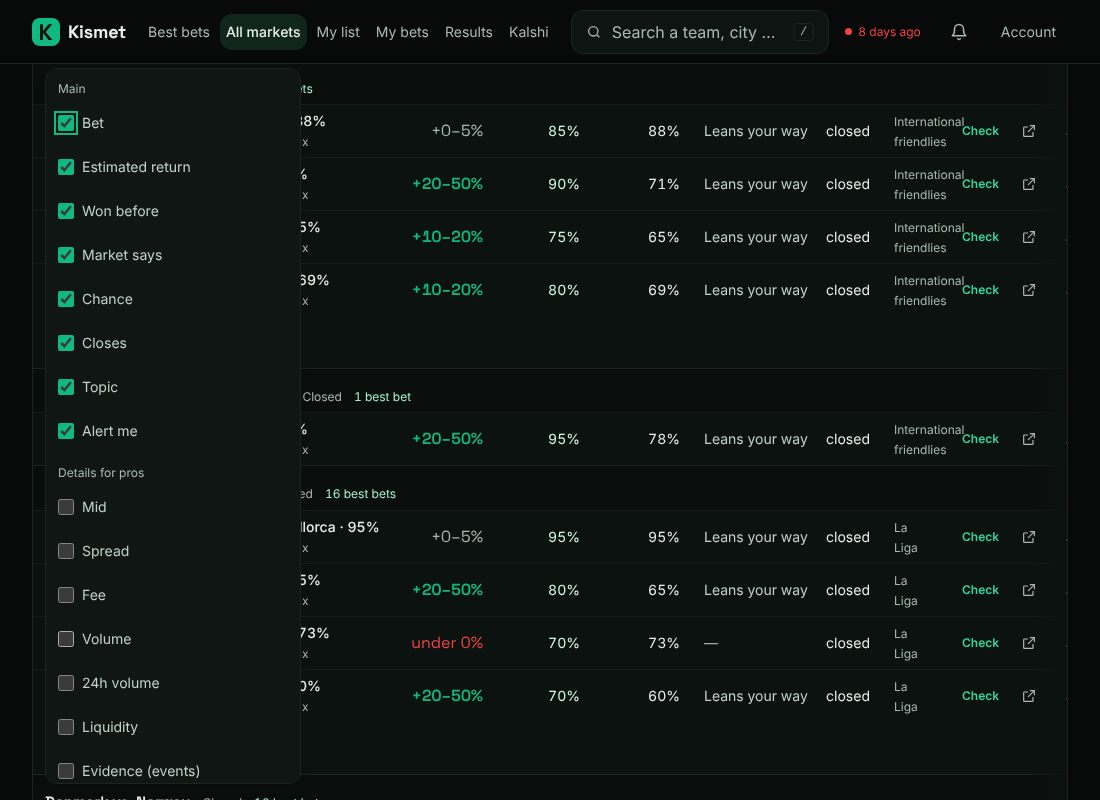 Kismet
Best bets
All markets
My list
My bets
Results
Kalshi
Search a team, city ...
/
8 days ago
Account
Main
Bet
Estimated return
Won before
Market says
Chance
Closes
Topic
Alert me
Details for pros
Mid
Spread
Fee
Volume
24h volume
Liquidity
Evidence (events)
+0–5% 85% 88% Leans your way closed International friendlies Check
+20–50% 90% 71% Leans your way closed International friendlies Check
+10–20% 75% 65% Leans your way closed International friendlies Check
+10–20% 80% 69% Leans your way closed International friendlies Check
Closed 1 best bet
+20–50% 95% 78% Leans your way closed International friendlies Check
16 best bets
· 95%
+0–5% 95% 95% Leans your way closed La Liga Check
+20–50% 80% 65% Leans your way closed La Liga Check
73%
under 0% 70% 73% — closed La Liga Check
+20–50% 70% 60% Leans your way closed La Liga Check